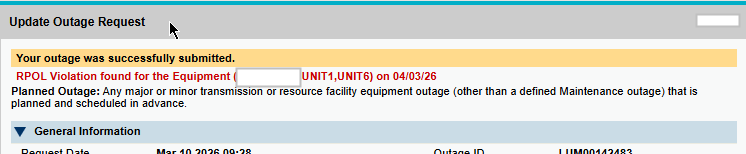 Update Outage Request
Your outage was successfully submitted.
RPOL Violation found for the Equipment ( UNIT1,UNIT6) on 04/03/26
Planned Outage: Any major or minor transmission or resource facility equipment outage (other than a defined Maintenance outage) that is
planned and scheduled in advance.
General Information
Request Date Mar 10 2026 09:28 Outage ID LUM00143483